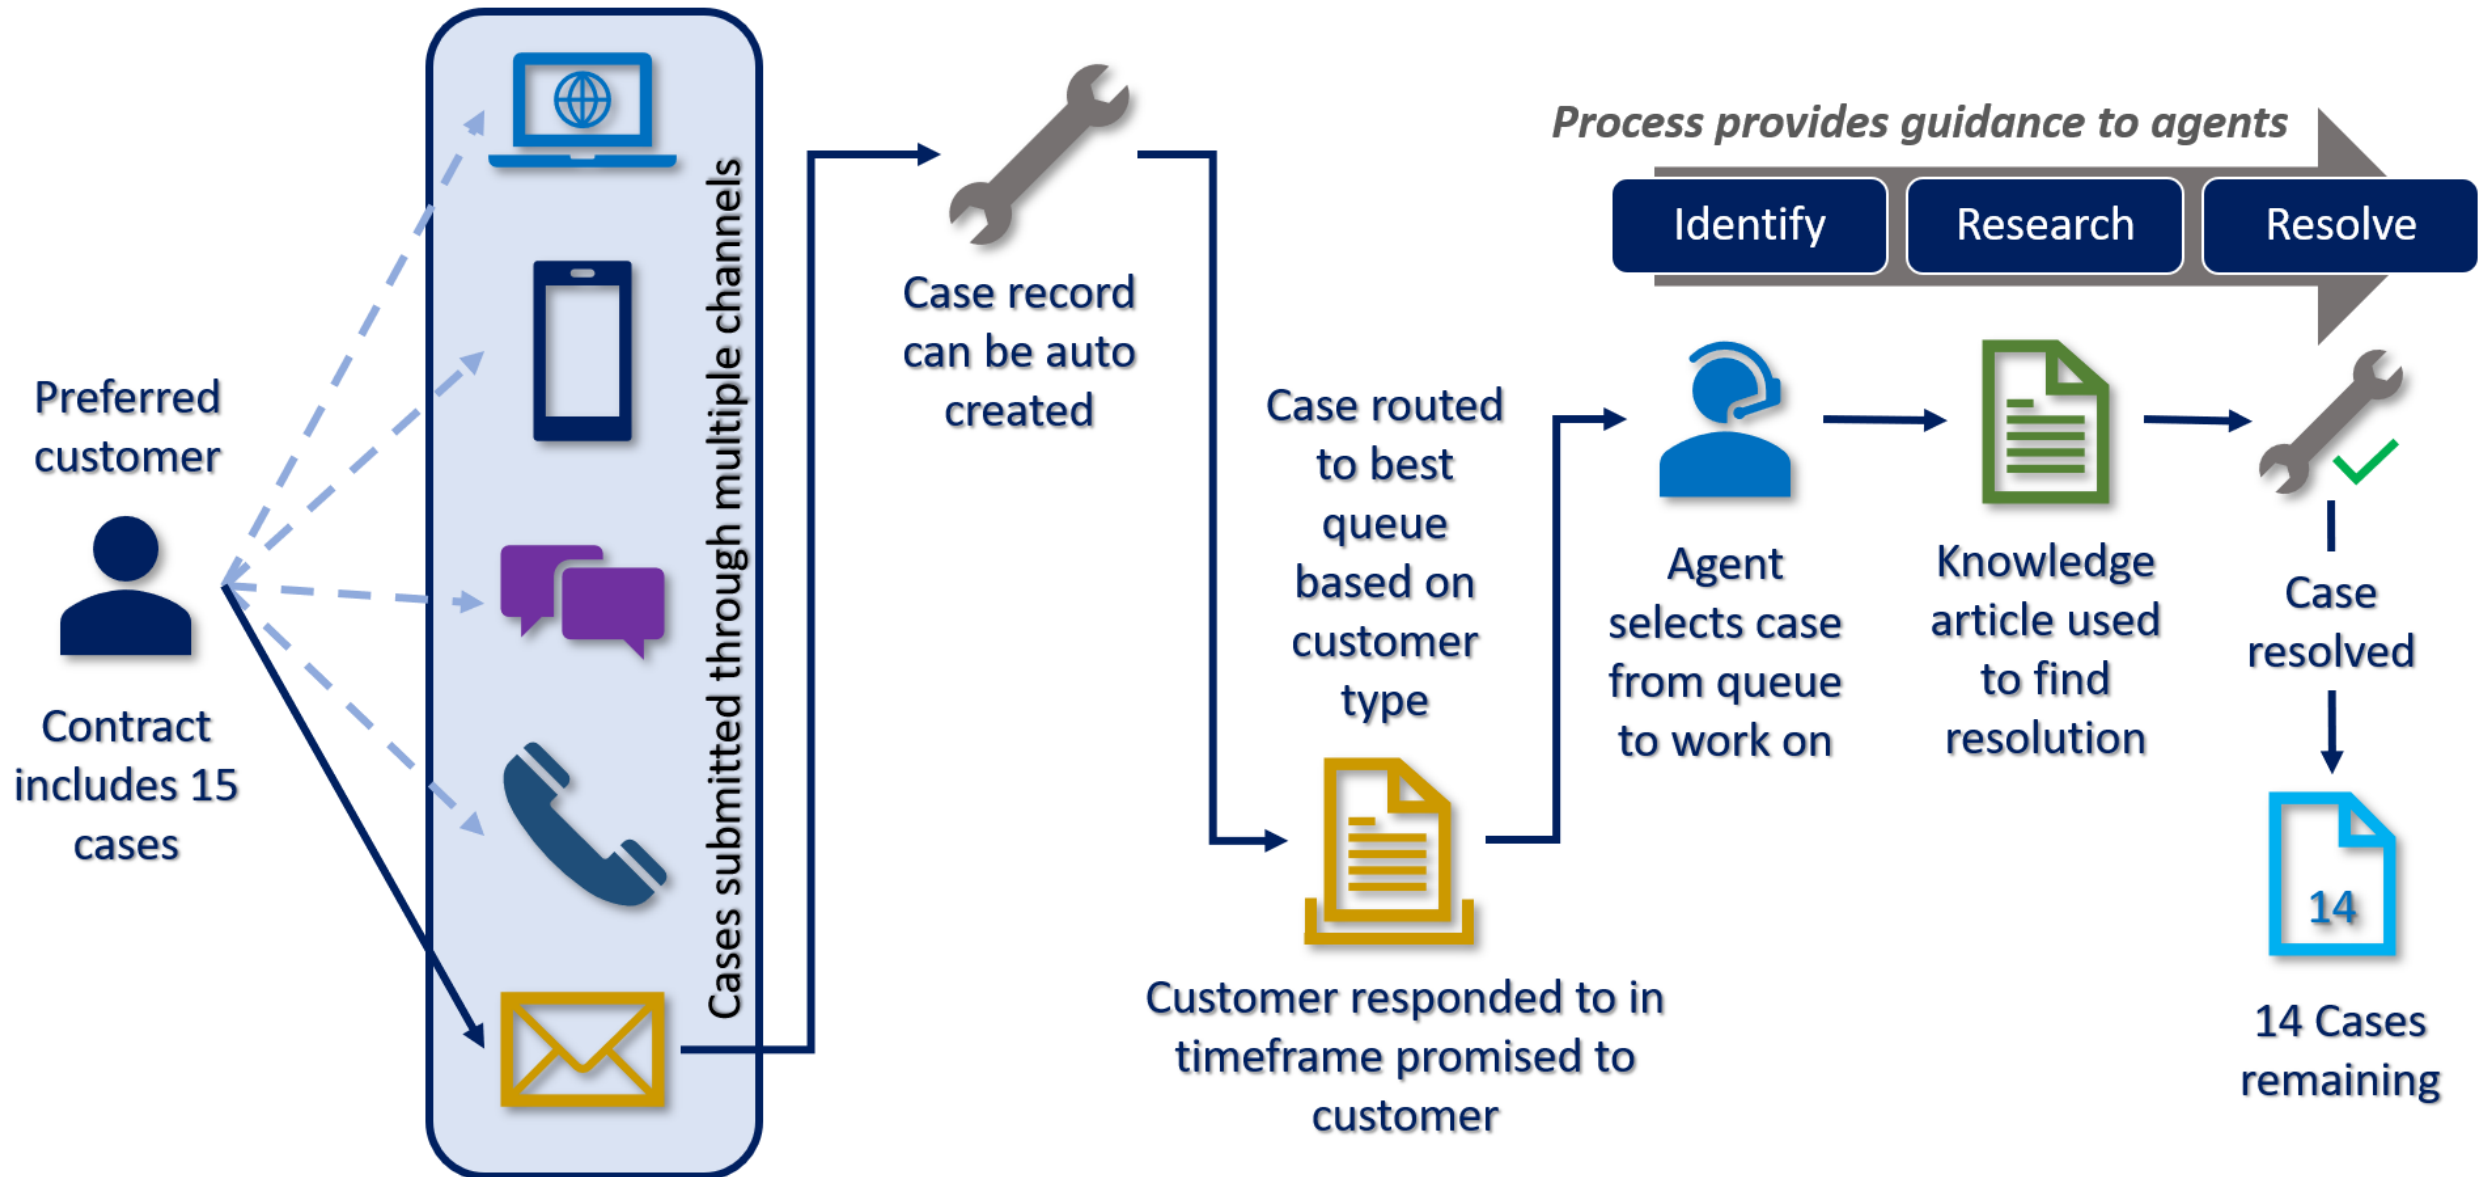 Preferred
customer
Contract
includes 15
cases
Cases submitted through multiple channels
Case record
can be auto
created
Case routed
to best
queue
based on
customer
type
Customer responded to in
timeframe promised to
customer
Process provides guidance to agents
Identify
Research
Resolve
Agent
selects case
from queue
to work on
Knowledge
article used
to find
resolution
Case
resolved
14
14 Cases
remaining